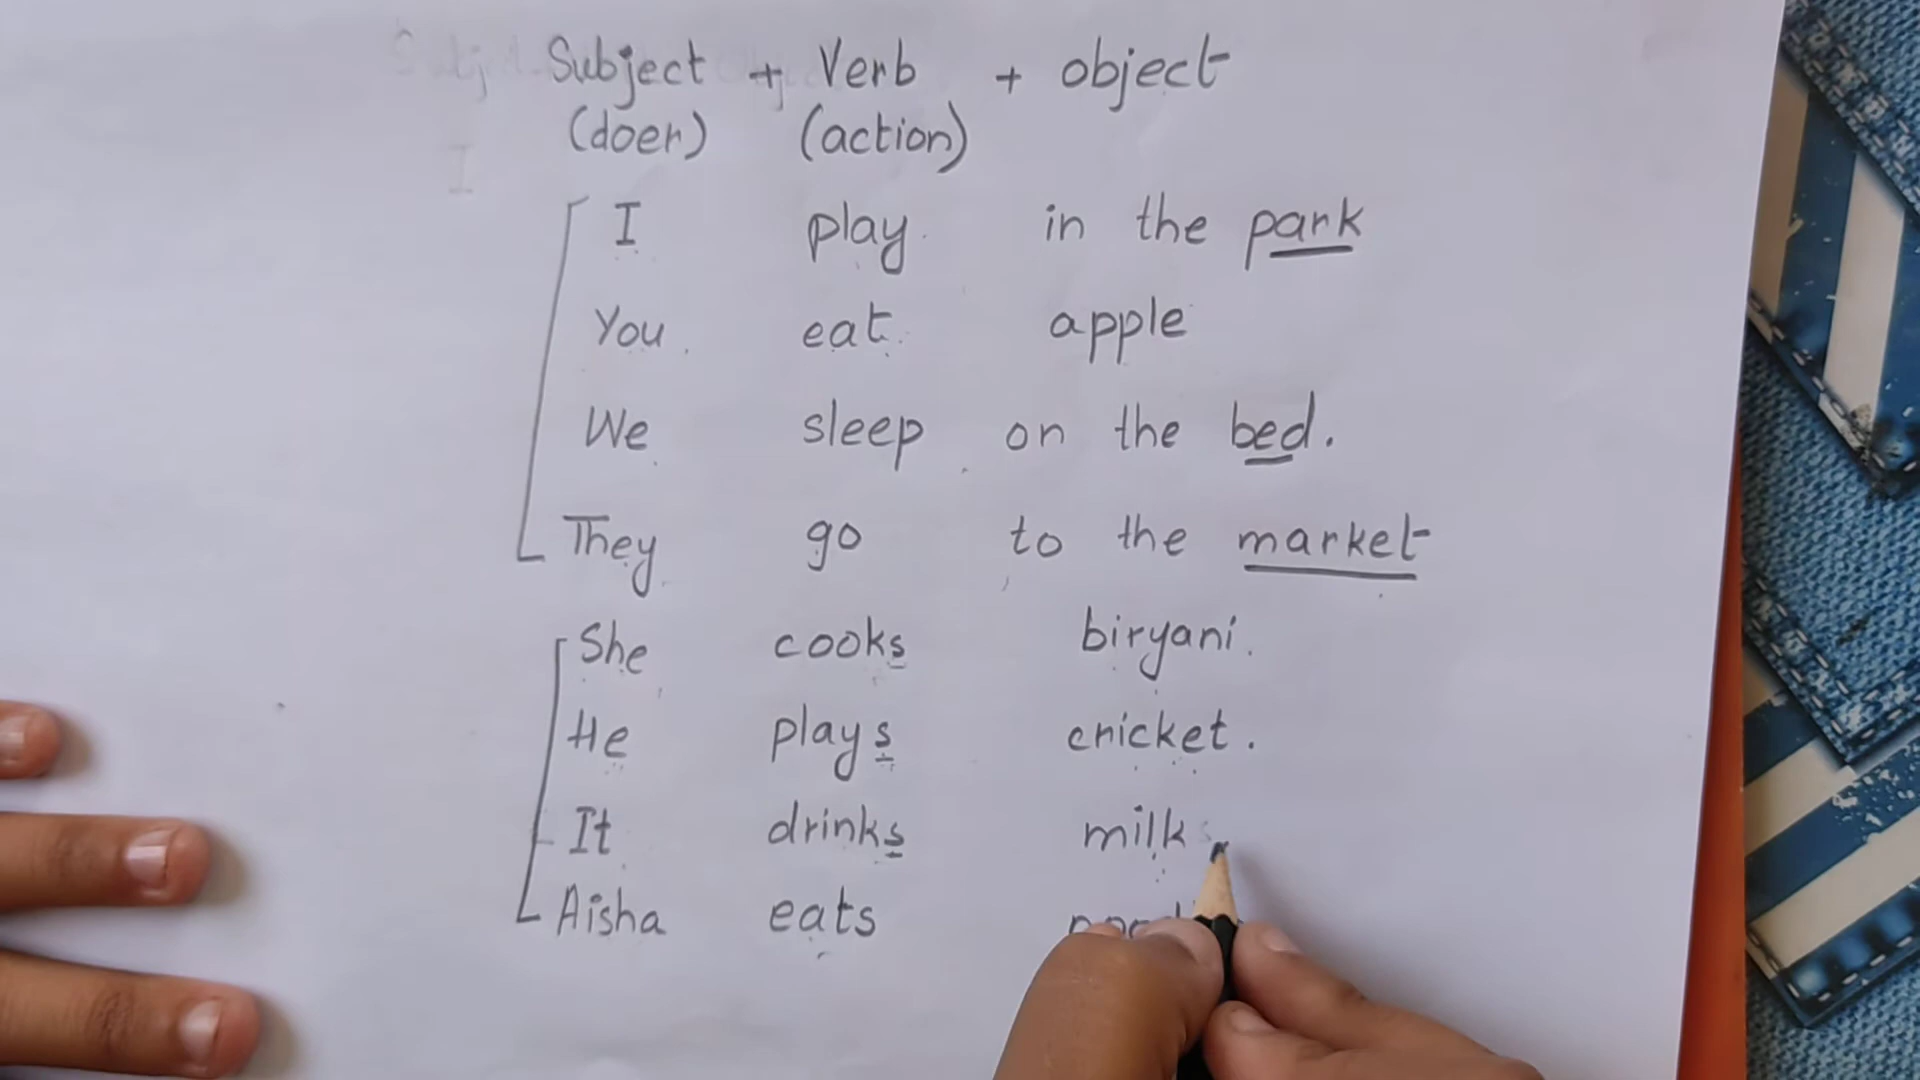 Subject + Verb + object
(doer) (action)
I play in the park
You eat apple
We sleep on the bed.
They go to the market
She cooks biryani.
He plays cricket.
It drinks milk
Aisha eats